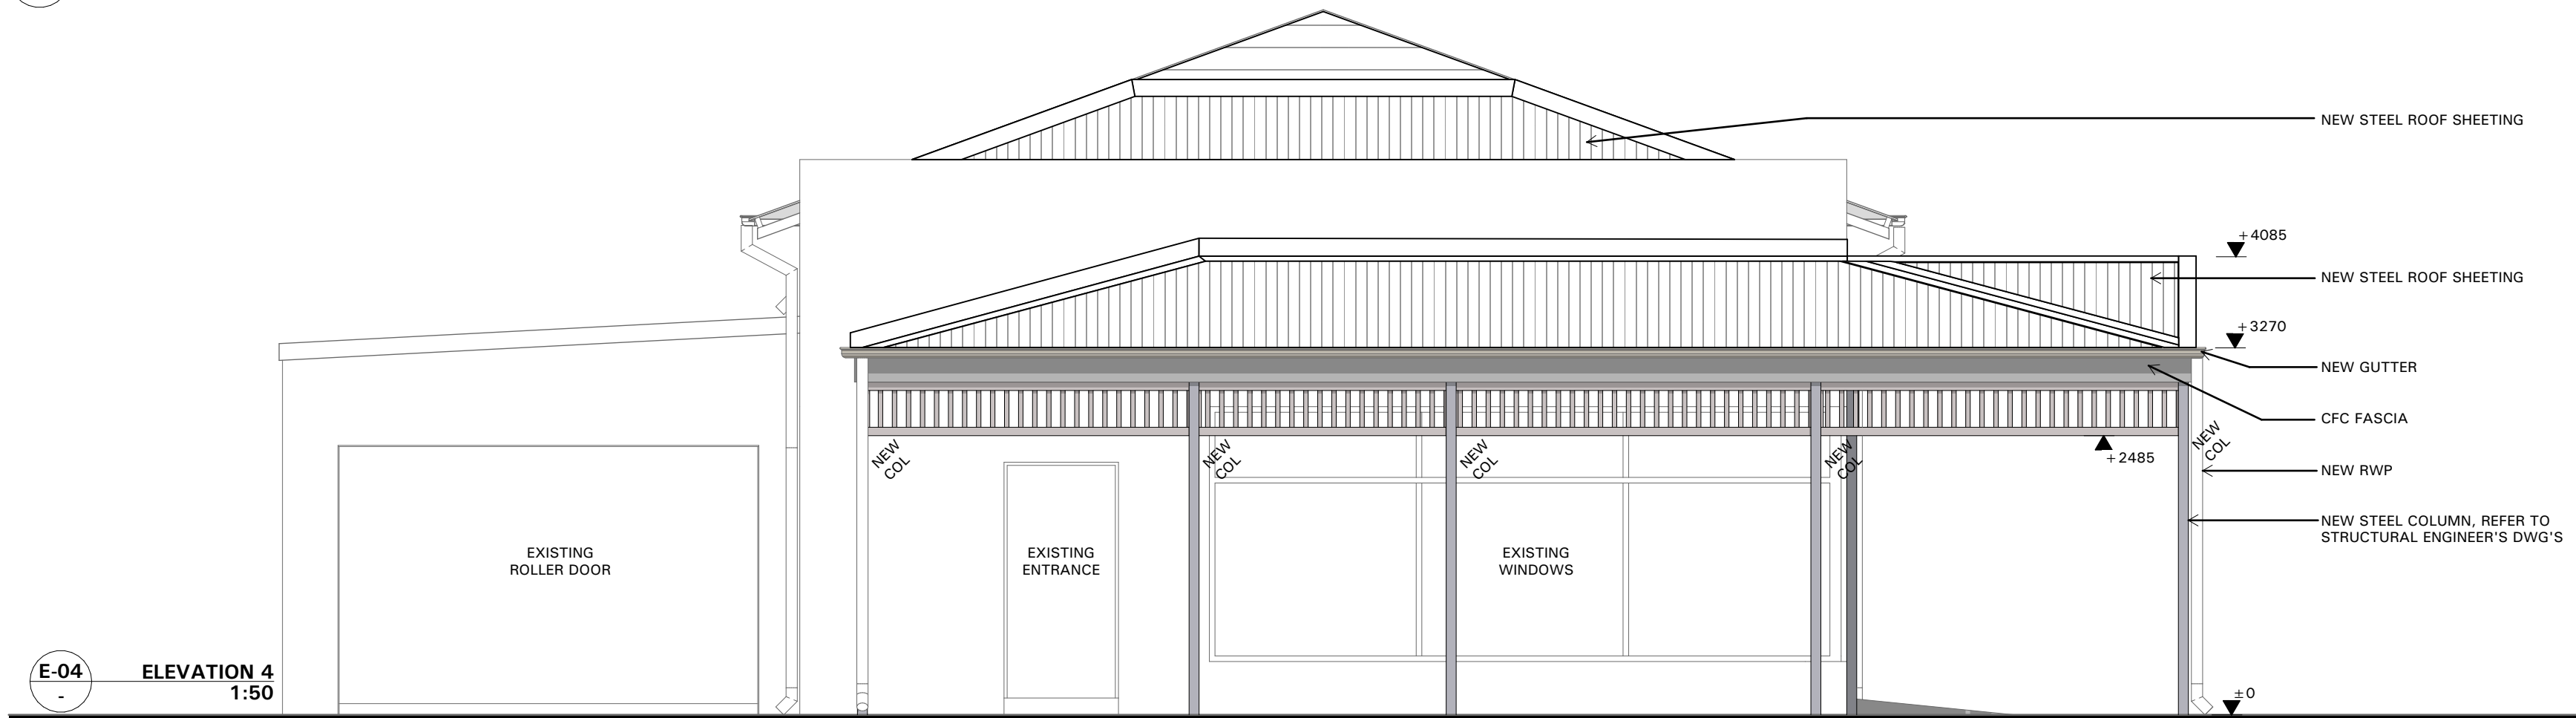 NEW STEEL ROOF SHEETING
+4085
NEW STEEL ROOF SHEETING
+3270
NEW GUTTER
CFC FASCIA
NEW
COL
NEW
COL
NEW
COL
NEW
COL
NEW
COL
+2485
NEW RWP
NEW STEEL COLUMN, REFER TO
STRUCTURAL ENGINEER'S DWG'S
EXISTING
ROLLER DOOR
EXISTING
ENTRANCE
EXISTING
WINDOWS
E-04
-
ELEVATION 4
1:50
±0